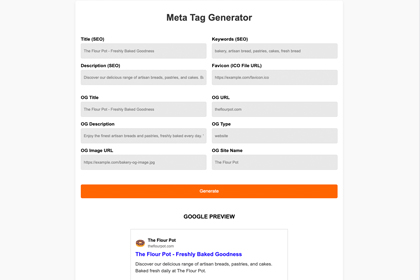 Meta Tag Generator
Title (SEO)
Keywords (SEO)
The Flour Pot - Freshly Baked Goodness
bakery, artisan bread, pastries, cakes, fresh bread
Description (SEO)
Favicon (ICO File URL)
Discover our delicious range of artisan breads, pastries, and cakes. B
https://example.com/favicon.ico
OG Title
OG URL
The Flour Pot - Freshly Baked Goodness
theflourpot.com
OG Description
OG Type
Enjoy the finest artisan breads and pastries, freshly baked every day.
website
OG Image URL
OG Site Name
https://example.com/bakery-og-image.jpg
The Flour Pot
Generate
GOOGLE PREVIEW
The Flour Pot
theflourpot.com
The Flour Pot - Freshly Baked Goodness
Discover our delicious range of artisan breads, pastries, and cakes.
Baked fresh daily at The Flour Pot.